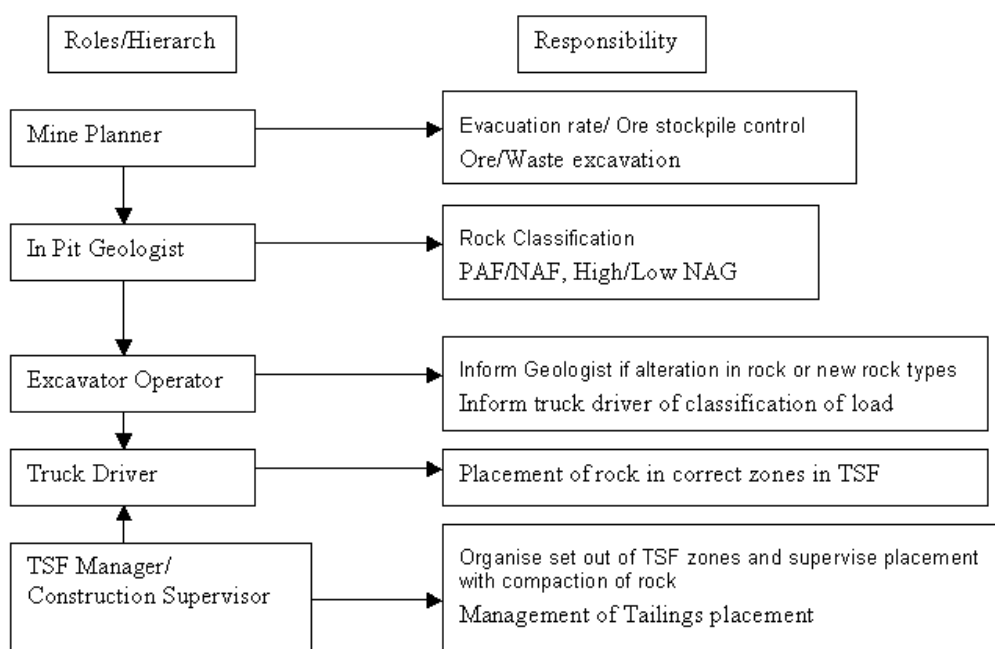 Roles/Hierarch
Responsibility
Mine Planner
Evacuation rate/ Ore stockpile control
Ore/Waste excavation
In Pit Geologist
Rock Classification
PAF/NAF, High/Low NAG
Excavator Operator
Inform Geologist if alteration in rock or new rock types
Inform truck driver of classification of load
Truck Driver
Placement of rock in correct zones in TSF
TSF Manager/
Construction Supervisor
Organise set out of TSF zones and supervise placement
with compaction of rock
Management of Tailings placement